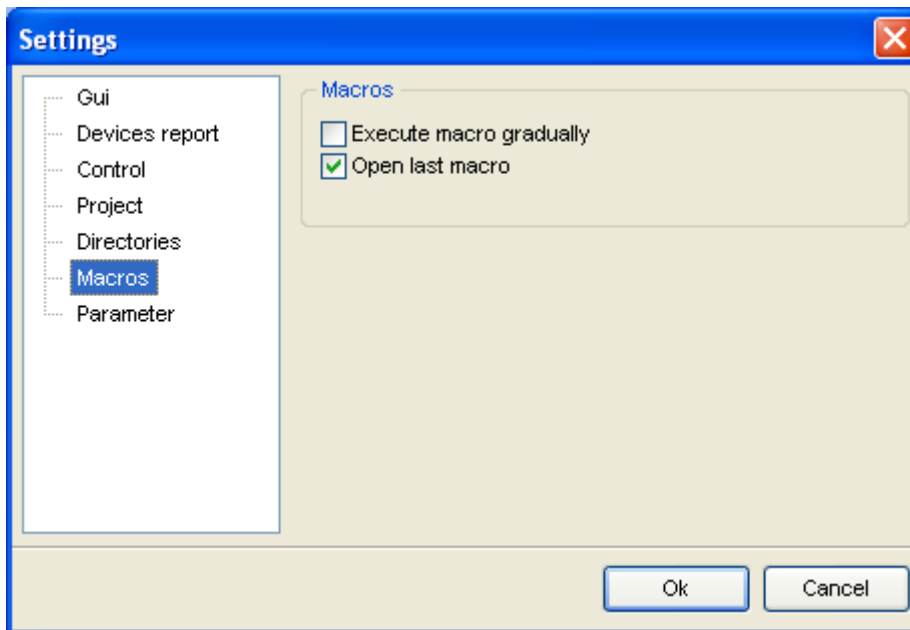 Settings
Gui
Devices report
Control
Project
Directories
Macros
Parameter
Macros
Execute macro gradually
Open last macro
Ok
Cancel